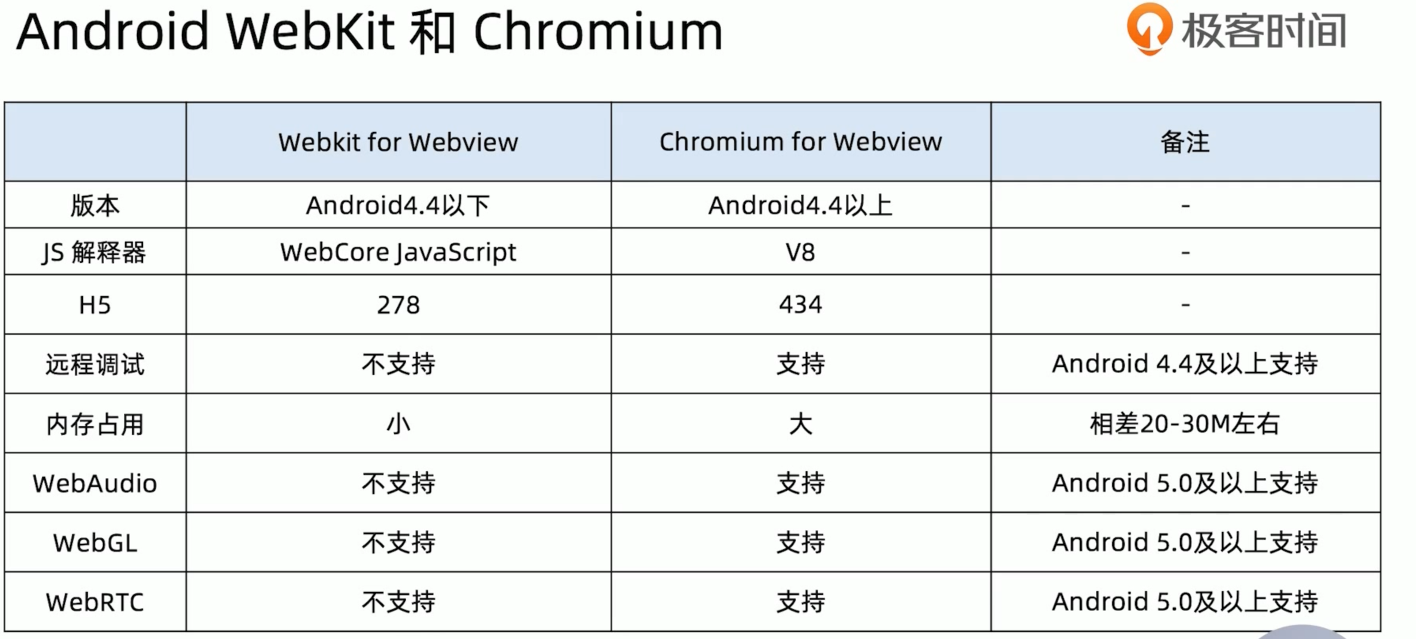 Android WebKit 和 Chromium
极客时间
Webkit for Webview Chromium for Webview 备注
版本 Android4.4以下 Android4.4以上 -
JS 解释器 WebCore JavaScript V8 -
H5 278 434 -
远程调试 不支持 支持 Android 4.4及以上支持
内存占用 小 大 相差20-30M左右
WebAudio 不支持 支持 Android 5.0及以上支持
WebGL 不支持 支持 Android 5.0及以上支持
WebRTC 不支持 支持 Android 5.0及以上支持